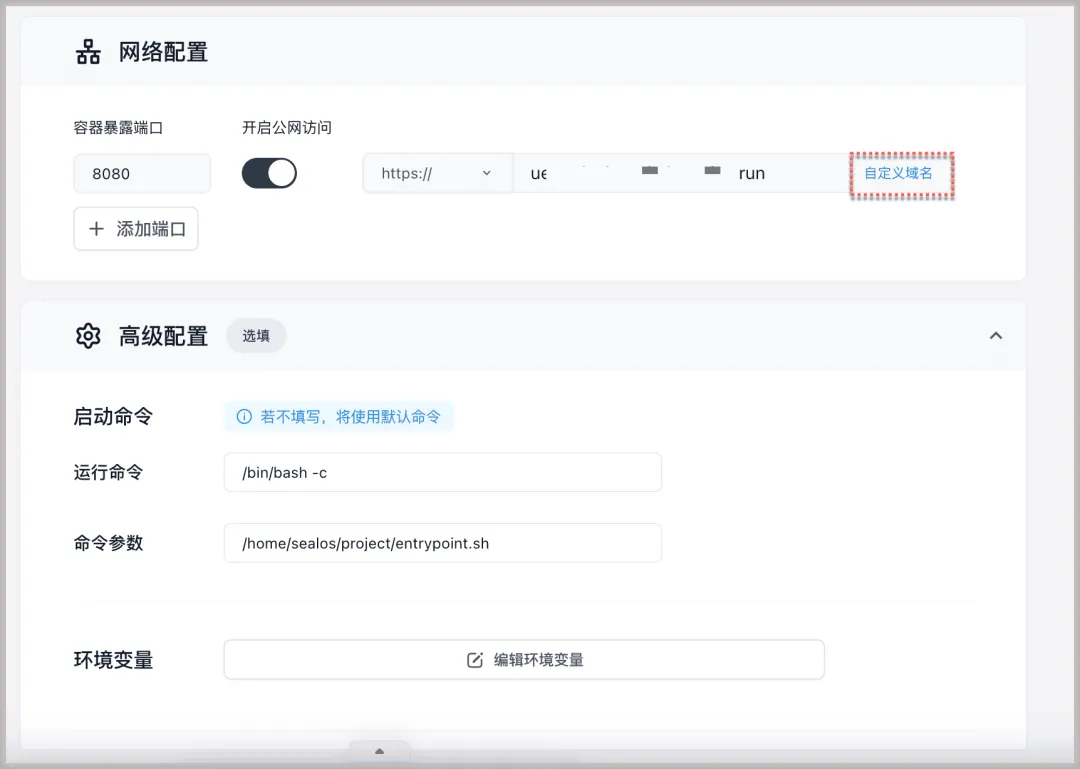 网络配置
容器暴露端口 开启公网访问
8080 https:// run 自定义域名
添加端口
高级配置 选填
启动命令 若不填写，将使用默认命令
运行命令 /bin/bash -c
命令参数 /home/sealos/project/entrypoint.sh
环境变量 编辑环境变量